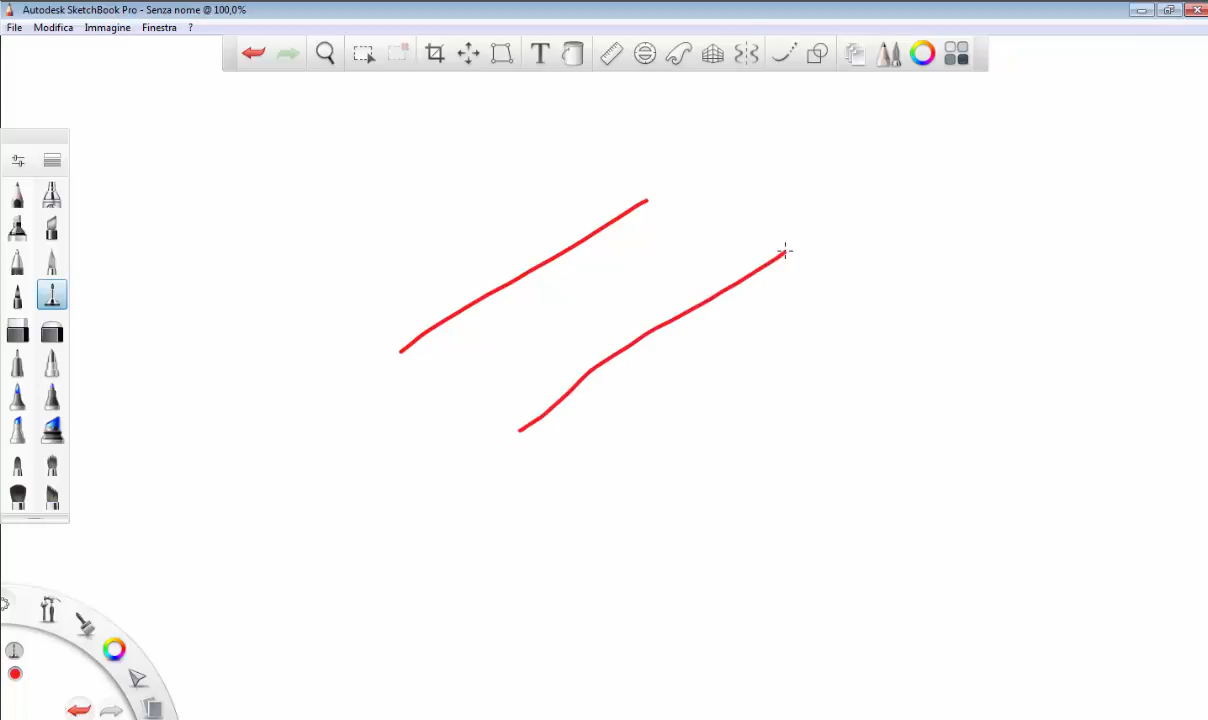 Autodesk SketchBook Pro - Senza nome @ 100,0%
File Modifica Immagine Finestra ?
T